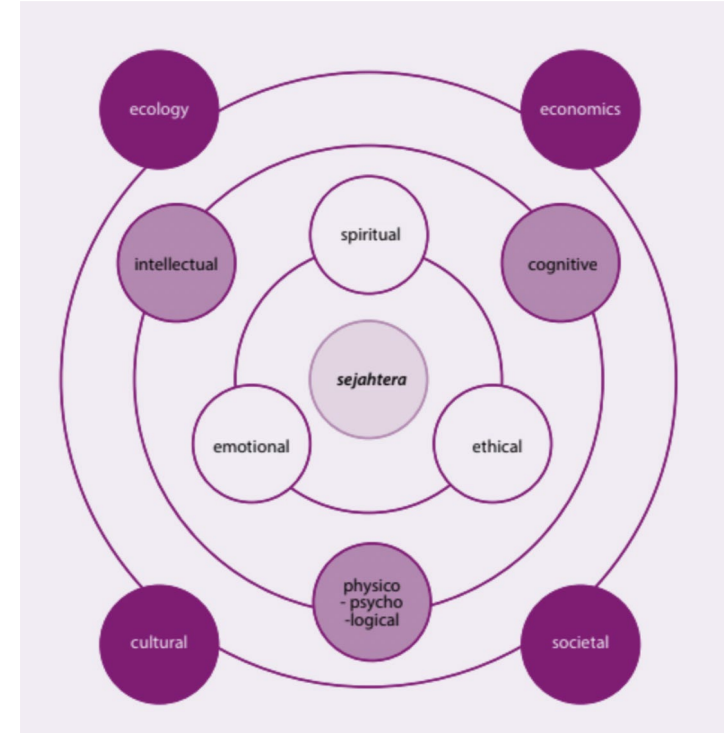 ecology
economics
spiritual
intellectual
cognitive
sejahtera
emotional
ethical
physico
- psycho
-logical
cultural
societal